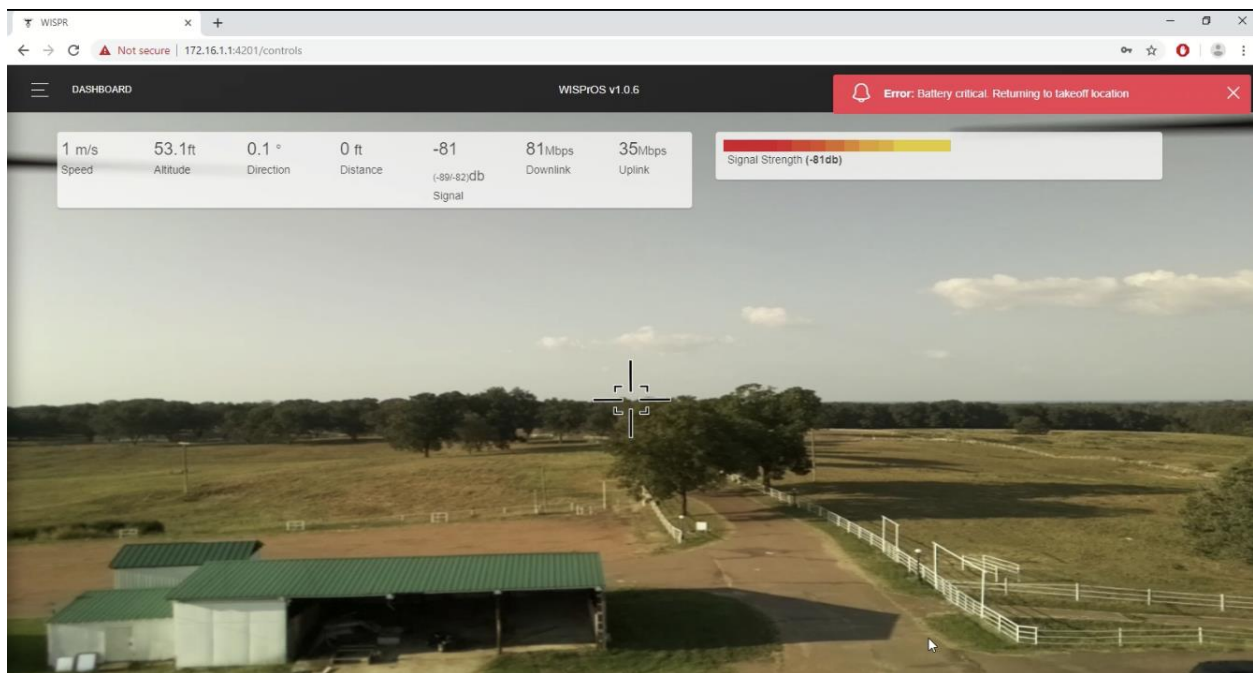 WISPR
Not secure | 172.16.1.1:4201/controls
DASHBOARD
WISPrOS v1.0.6
Error: Battery critical. Returning to takeoff location
1 m/s
Speed
53.1ft
Altitude
0.1 °
Direction
0 ft
Distance
-81
(-89/-82)db
Signal
81Mbps
Downlink
35Mbps
Uplink
Signal Strength (-81db)